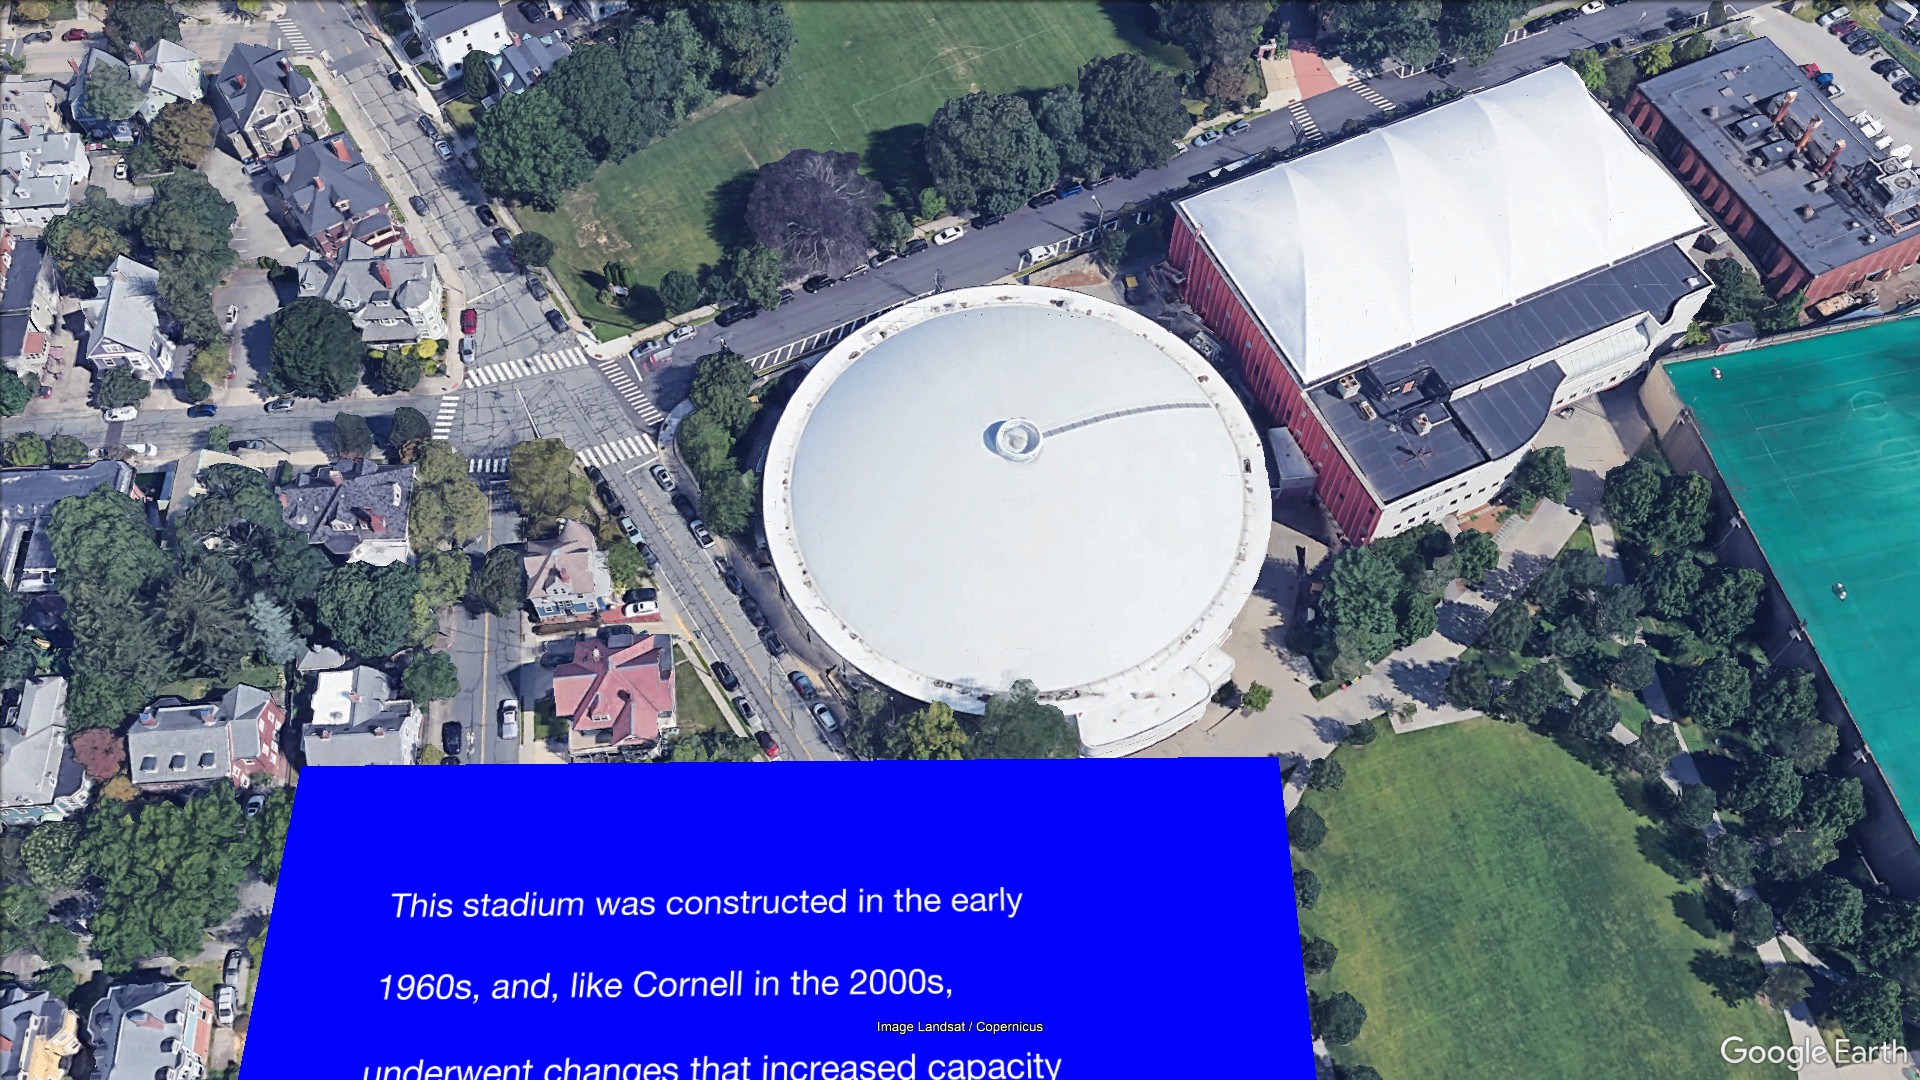 This stadium was constructed in the early
1960s, and, like Cornell in the 2000s,
underwent changes that increased capacity
Image Landsat / Copernicus
Google Earth